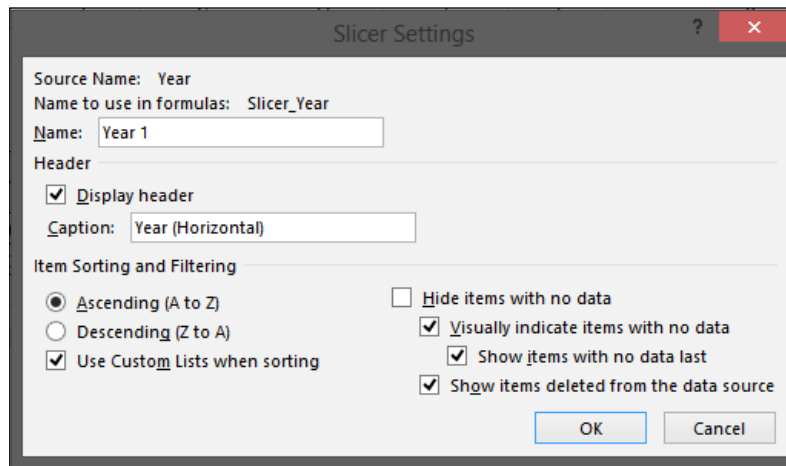 Slicer Settings
?
Source Name: Year
Name to use in formulas: Slicer_Year
Name: Year 1
Header
Display header
Caption: Year (Horizontal)
Item Sorting and Filtering
Ascending (A to Z)
Descending (Z to A)
Use Custom Lists when sorting
Hide items with no data
Visually indicate items with no data
Show items with no data last
Show items deleted from the data source
OK
Cancel